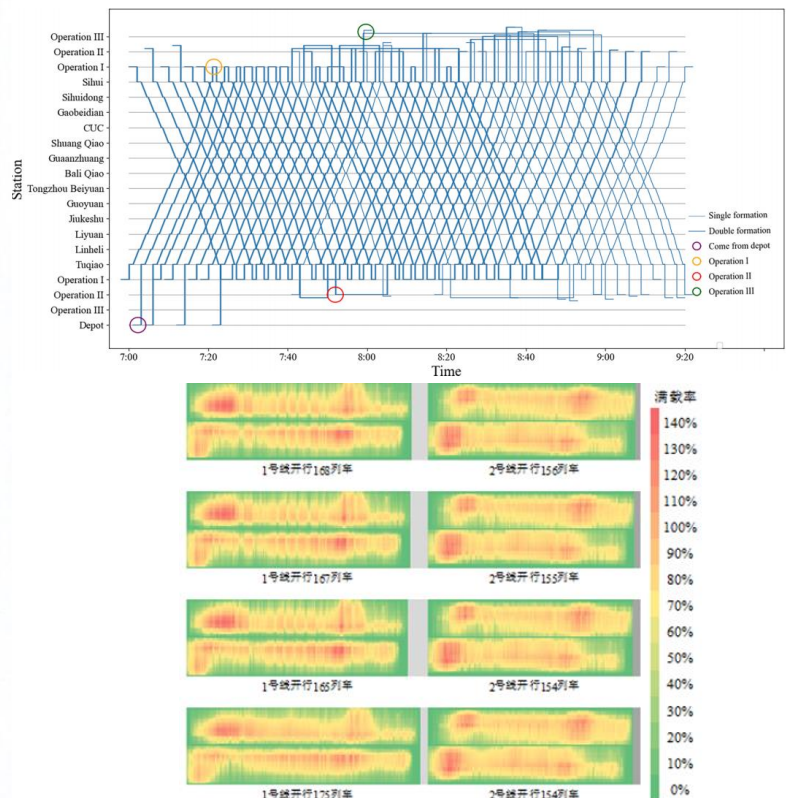 Operation III
Operation II
Operation I
Sihui
Sihuidong
Gaobeidian
CUC
Shuang Qiao
Guaanzhuang
Bali Qiao
Tongzhou Beiyuan
Guoyuan
Jiukeshu
Liyuan
Linheli
Tuqiao
Operation I
Operation II
Operation III
Depot
Station
7:00 7:20 7:40 8:00 8:20 8:40 9:00 9:20
Time
Single formation
Double formation
Come from depot
Operation I
Operation II
Operation III
满载率
140%
130%
120%
110%
100%
90%
80%
70%
60%
50%
40%
30%
20%
10%
0%
1号线开行168列车 2号线开行156列车
1号线开行167列车 2号线开行155列车
1号线开行165列车 2号线开行154列车
1号线开行175列车 2号线开行154列车